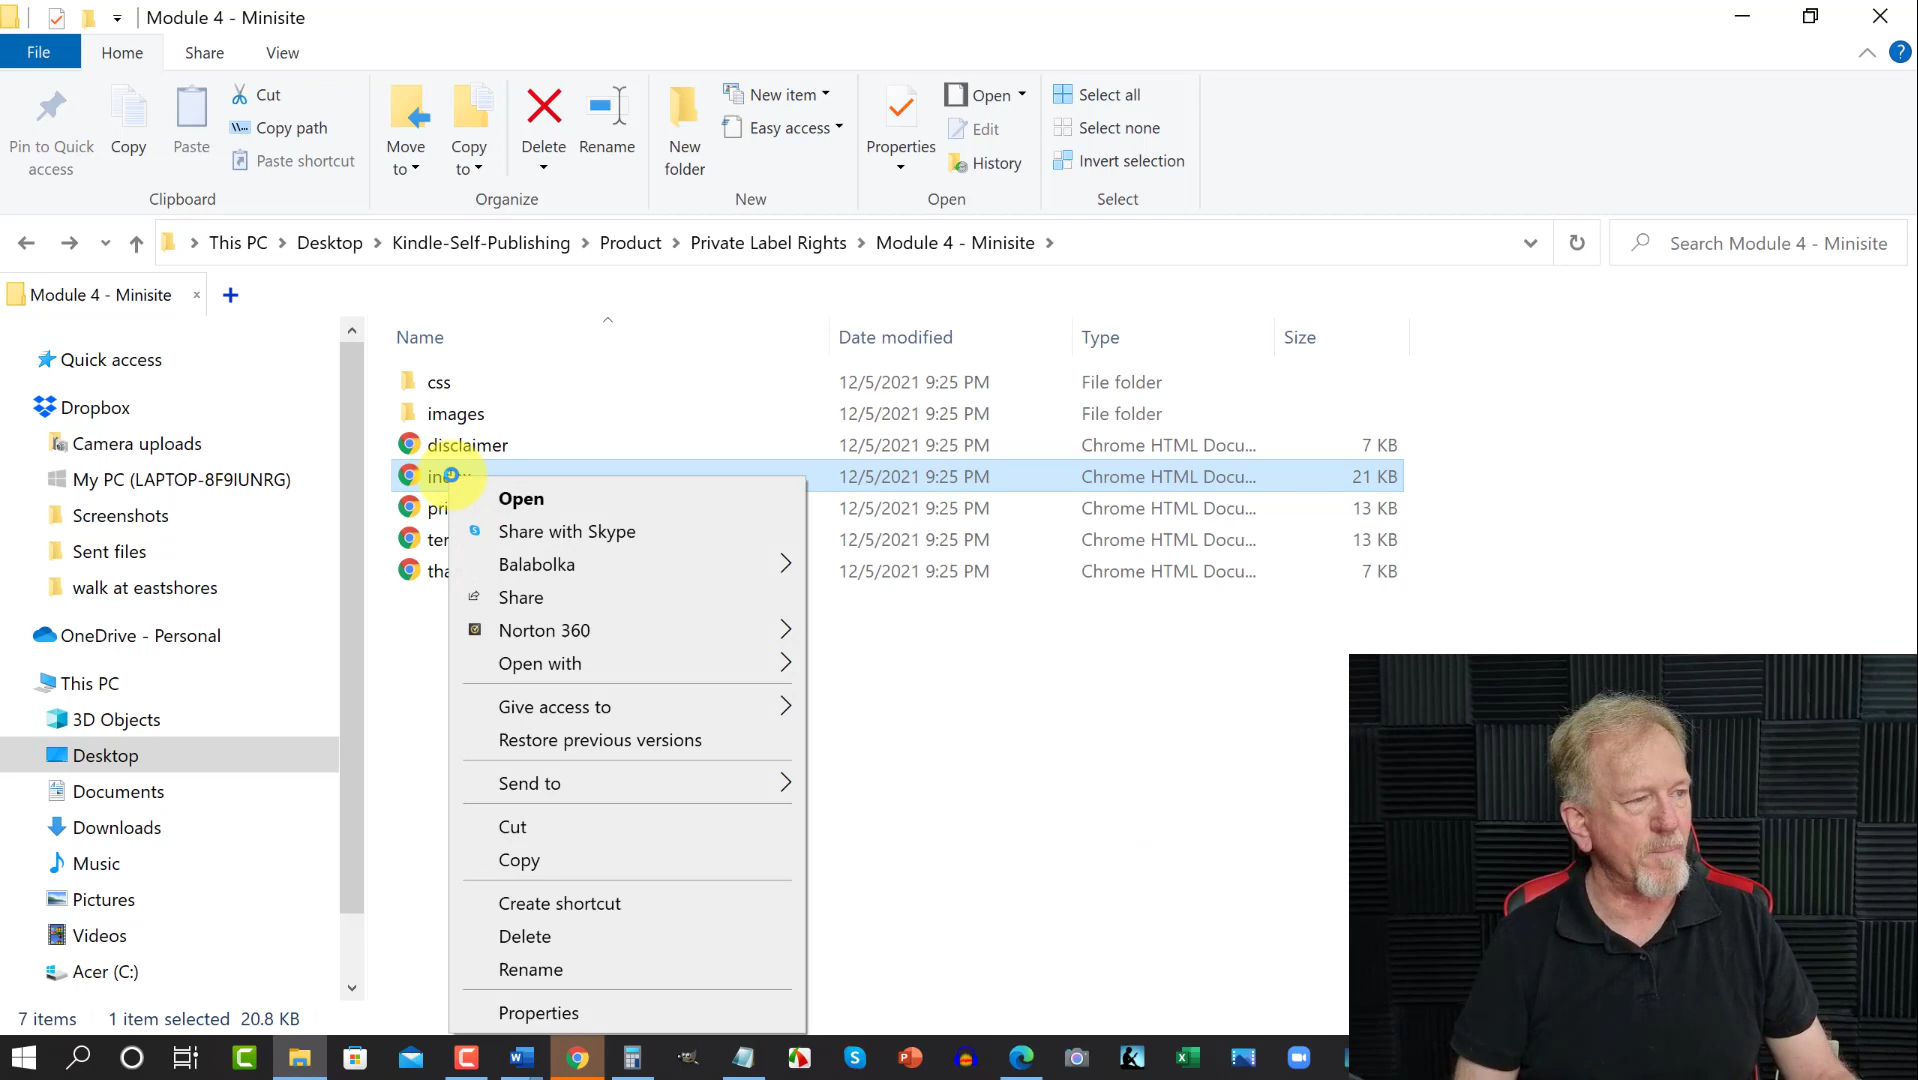 Module 4 - Minisite
File
Home
Share
View
Pin to Quick access
Copy
Paste
Cut
Copy path
Paste shortcut
Clipboard
Move to
Copy to
Delete
Rename
Organize
New folder
New item
Easy access
New
Properties
Open
Edit
History
Open
Select all
Select none
Invert selection
Select
This PC
Desktop
Kindle-Self-Publishing
Product
Private Label Rights
Module 4 - Minisite
Search Module 4 - Minisite
Module 4 - Minisite
Name
Date modified
Type
Size
Quick access
Dropbox
Camera uploads
My PC (LAPTOP-8F9IUNRG)
Screenshots
Sent files
walk at eastshores
OneDrive - Personal
This PC
3D Objects
Desktop
Documents
Downloads
Music
Pictures
Videos
Acer (C:)
css 12/5/2021 9:25 PM File folder
images 12/5/2021 9:25 PM File folder
disclaimer 12/5/2021 9:25 PM Chrome HTML Docu... 7 KB
12/5/2021 9:25 PM Chrome HTML Docu... 21 KB
pri 12/5/2021 9:25 PM Chrome HTML Docu... 13 KB
ter 12/5/2021 9:25 PM Chrome HTML Docu... 13 KB
tha 12/5/2021 9:25 PM Chrome HTML Docu... 7 KB
Open
Share with Skype
Balabolka
Share
Norton 360
Open with
Give access to
Restore previous versions
Send to
Cut
Copy
Create shortcut
Delete
Rename
Properties
7 items 1 item selected 20.8 KB